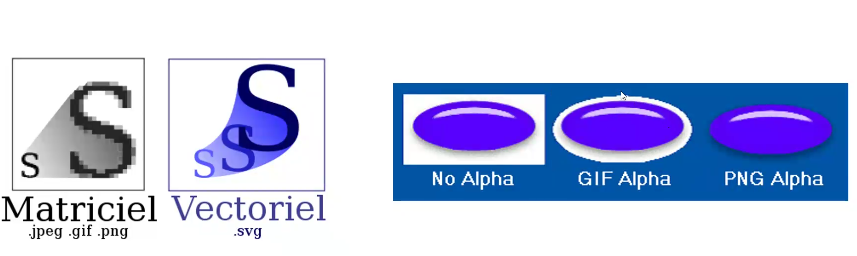 s S
S S S
Matriciel
.jpeg .gif .png
Vectoriel
.svg
No Alpha
GIF Alpha
PNG Alpha